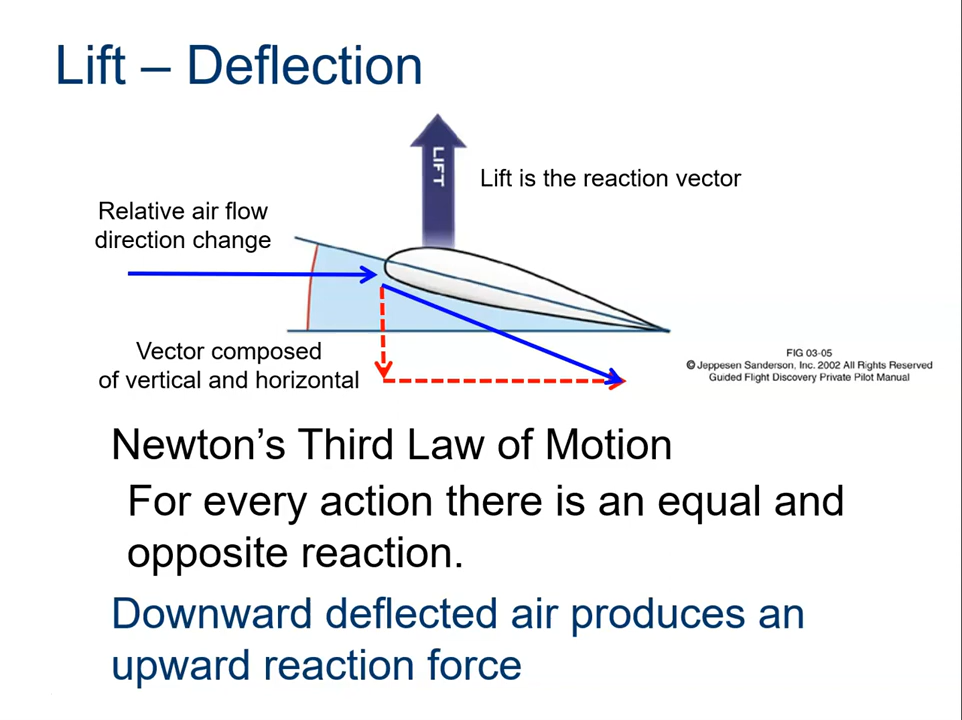 Lift – Deflection
LIFT
Lift is the reaction vector
Relative air flow
direction change
Vector composed
of vertical and horizontal
FIG 03-05
© Jeppesen Sanderson, Inc. 2002 All Rights Reserved
Guided Flight Discovery Private Pilot Manual
Newton’s Third Law of Motion
For every action there is an equal and
opposite reaction.
Downward deflected air produces an
upward reaction force